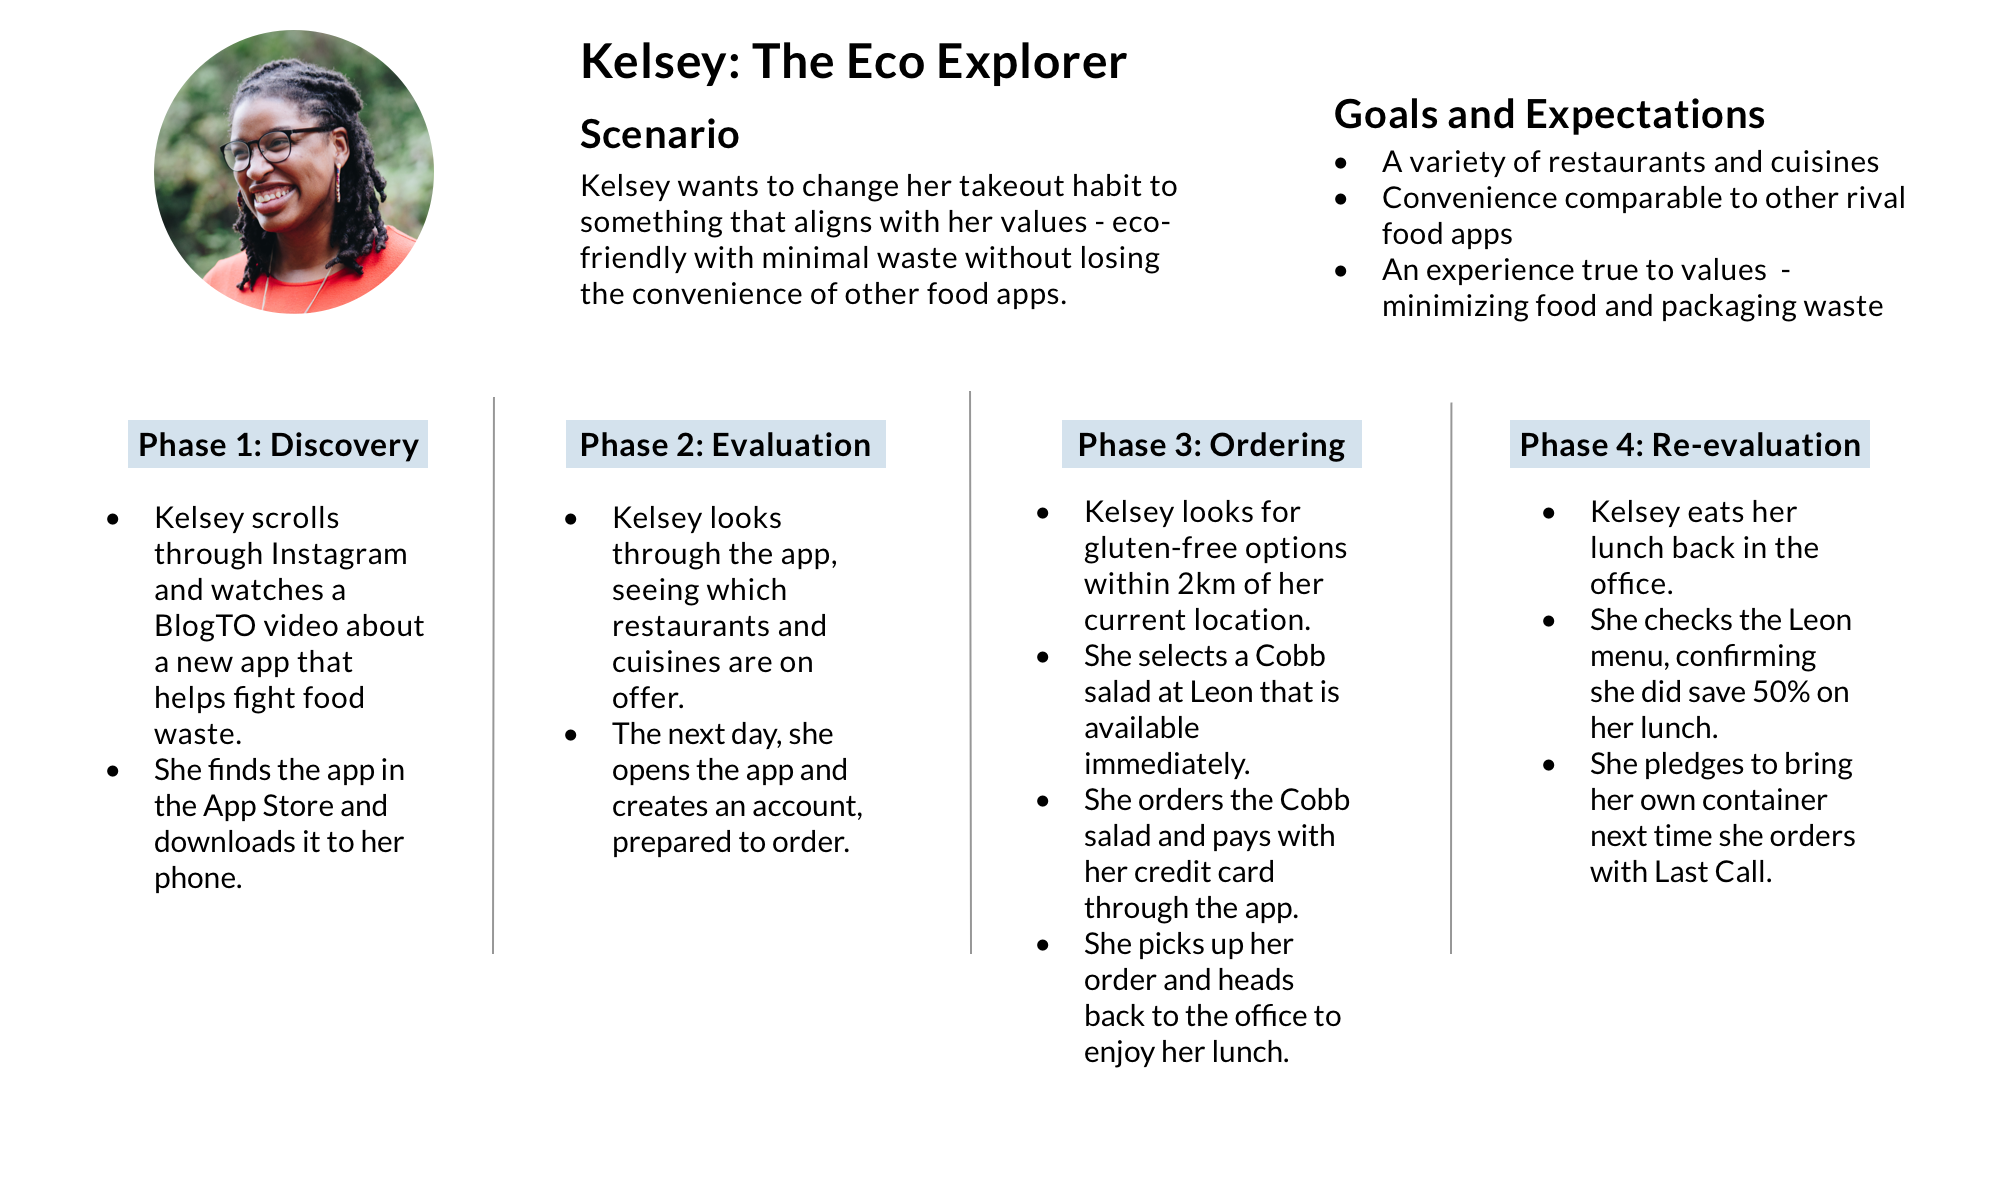 Kelsey: The Eco Explorer
Scenario
Kelsey wants to change her takeout habit to
something that aligns with her values - eco-
friendly with minimal waste without losing
the convenience of other food apps.
Goals and Expectations
• A variety of restaurants and cuisines
• Convenience comparable to other rival
food apps
• An experience true to values -
minimizing food and packaging waste
Phase 1: Discovery
• Kelsey scrolls
through Instagram
and watches a
BlogTO video about
a new app that
helps fight food
waste.
• She finds the app in
the App Store and
downloads it to her
phone.
Phase 2: Evaluation
• Kelsey looks
through the app,
seeing which
restaurants and
cuisines are on
offer.
• The next day, she
opens the app and
creates an account,
prepared to order.
Phase 3: Ordering
• Kelsey looks for
gluten-free options
within 2km of her
current location.
• She selects a Cobb
salad at Leon that is
available
immediately.
• She orders the Cobb
salad and pays with
her credit card
through the app.
• She picks up her
order and heads
back to the office to
enjoy her lunch.
Phase 4: Re-evaluation
• Kelsey eats her
lunch back in the
office.
• She checks the Leon
menu, confirming
she did save 50% on
her lunch.
• She pledges to bring
her own container
next time she orders
with Last Call.